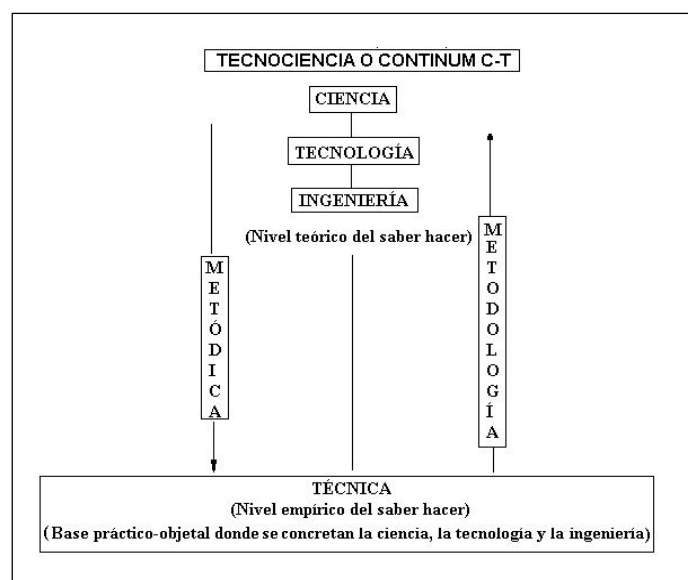 TECNOCIENCIA O CONTINUM C-T
CIENCIA
TECNOLOGÍA
INGENIERÍA
(Nivel teórico del saber hacer)
METÓDICA
METODOLOGÍA
TÉCNICA
(Nivel empírico del saber hacer)
(Base práctico-objetal donde se concretan la ciencia, la tecnología y la ingeniería)